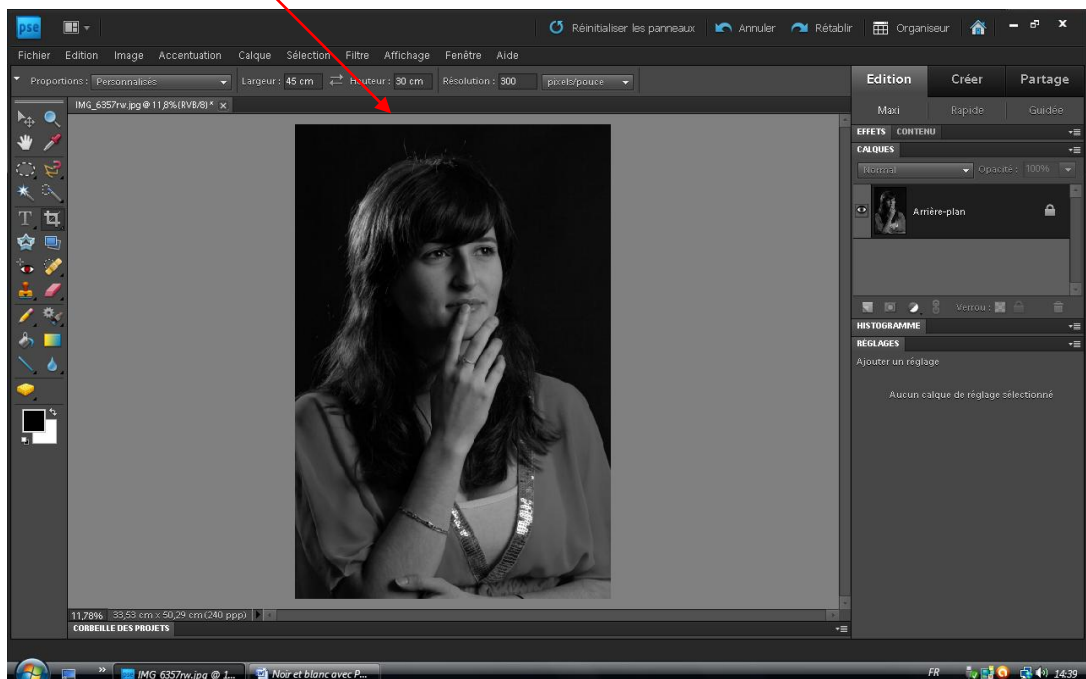 pse Réinitialiser les panneaux Annuler Rétablir Organiseur
Fichier Edition Image Accentuation Calque Sélection Filtre Affichage Fenêtre Aide
Proportions : Personnalisés Largeur : 45 cm Hauteur : 30 cm Résolution : 300 pixels/pouce
Edition Créer Partage
IMG_6357rw.jpg @ 11,8% (RVB/8) * x
Maxi Rapide Guidée
EFFETS CONTENU
CALQUES
Normal Opacité : 100%
Arrière-plan
T
Verrou :
HISTOGRAMME
RÉGLAGES
Ajouter un réglage
Aucun calque de réglage sélectionné
11,78% 33,53 cm x 50,29 cm (240 ppp)
CORBEILLE DES PROJETS
IMG_6357rw.jpg @ 1... Noir et blanc avec P... FR 14:39